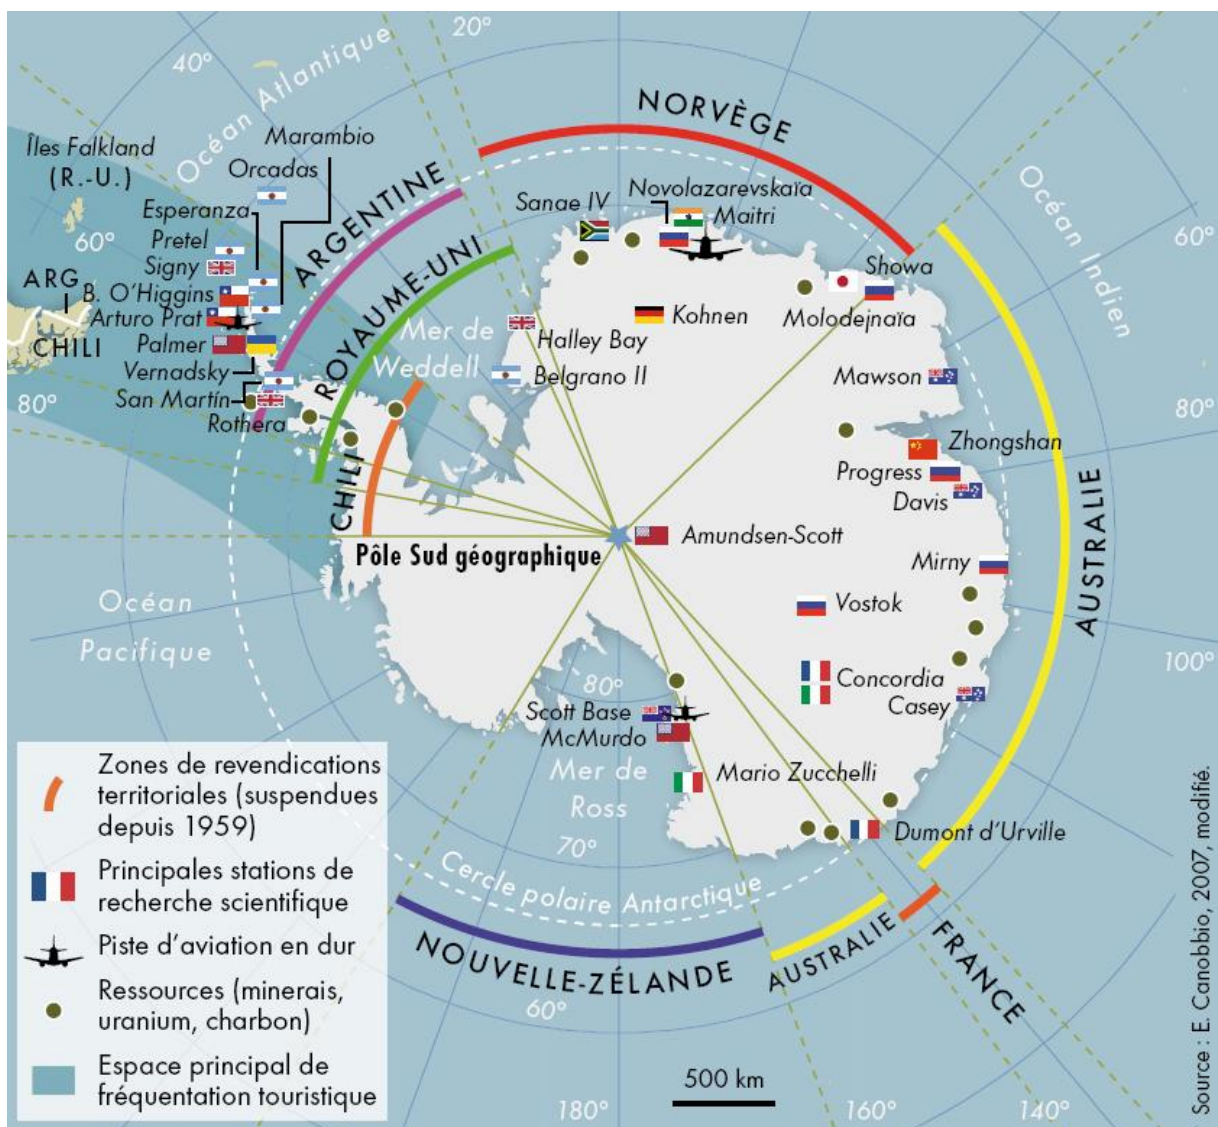 20°
40°
Océan Atlantique
NORVÈGE
Îles Falkland
(R.-U.)
Marambio
Orcadas
Esperanza
Pretel
Signy
60°
ARG
B. O'Higgins
Arturo Prat
CHILI
Palmer
Vernadsky
San Martín
80°
Rothera
ARGENTINE
ROYAUME-UNI
CHILI
Mer de
Weddell
Sanae IV
Novolazarevskaïa
Maitri
Showa
Molodejnaïa
Kohnen
Halley Bay
Belgrano II
Océan Indien
60°
Mawson
80°
Zhongshan
Progress
Davis
AUSTRALIE
Amundsen-Scott
Pôle Sud géographique
Mirny
Vostok
Océan
Pacifique
100°
Concordia
Casey
80°
Scott Base
McMurdo
Mer de
Ross
Mario Zucchelli
Dumont d'Urville
70°
Cercle polaire Antarctique
NOUVELLE-ZÉLANDE
AUSTRALIE
FRANCE
60°
500 km
180°
160°
140°
Zones de revendications
territoriales (suspendues
depuis 1959)
Principales stations de
recherche scientifique
Piste d'aviation en dur
Ressources (minerais,
uranium, charbon)
Espace principal de
fréquentation touristique
Source : E. Canobbio, 2007, modifié.